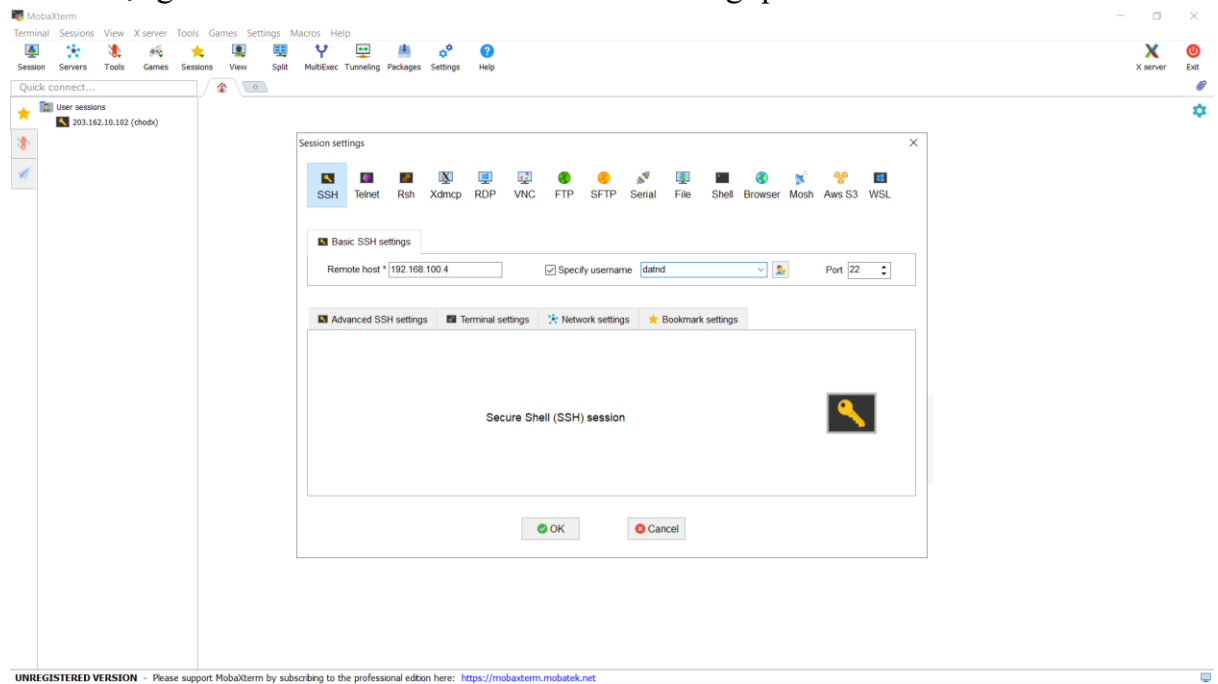 MobaXterm
Terminal Sessions View X server Tools Games Settings Macros Help
Session Servers Tools Games Sessions View Split MultiExec Tunneling Packages Settings Help X server Exit
Quick connect...
User sessions
203.162.10.102 (chodx)
Session settings
SSH Telnet Rsh Xdmcp RDP VNC FTP SFTP Serial File Shell Browser Mosh Aws S3 WSL
Basic SSH settings
Remote host * 192.168.100.4 Specify username datnd Port 22
Advanced SSH settings Terminal settings Network settings Bookmark settings
Secure Shell (SSH) session
OK Cancel
UNREGISTERED VERSION - Please support MobaXterm by subscribing to the professional edition here: https://mobaxterm.mobatek.net